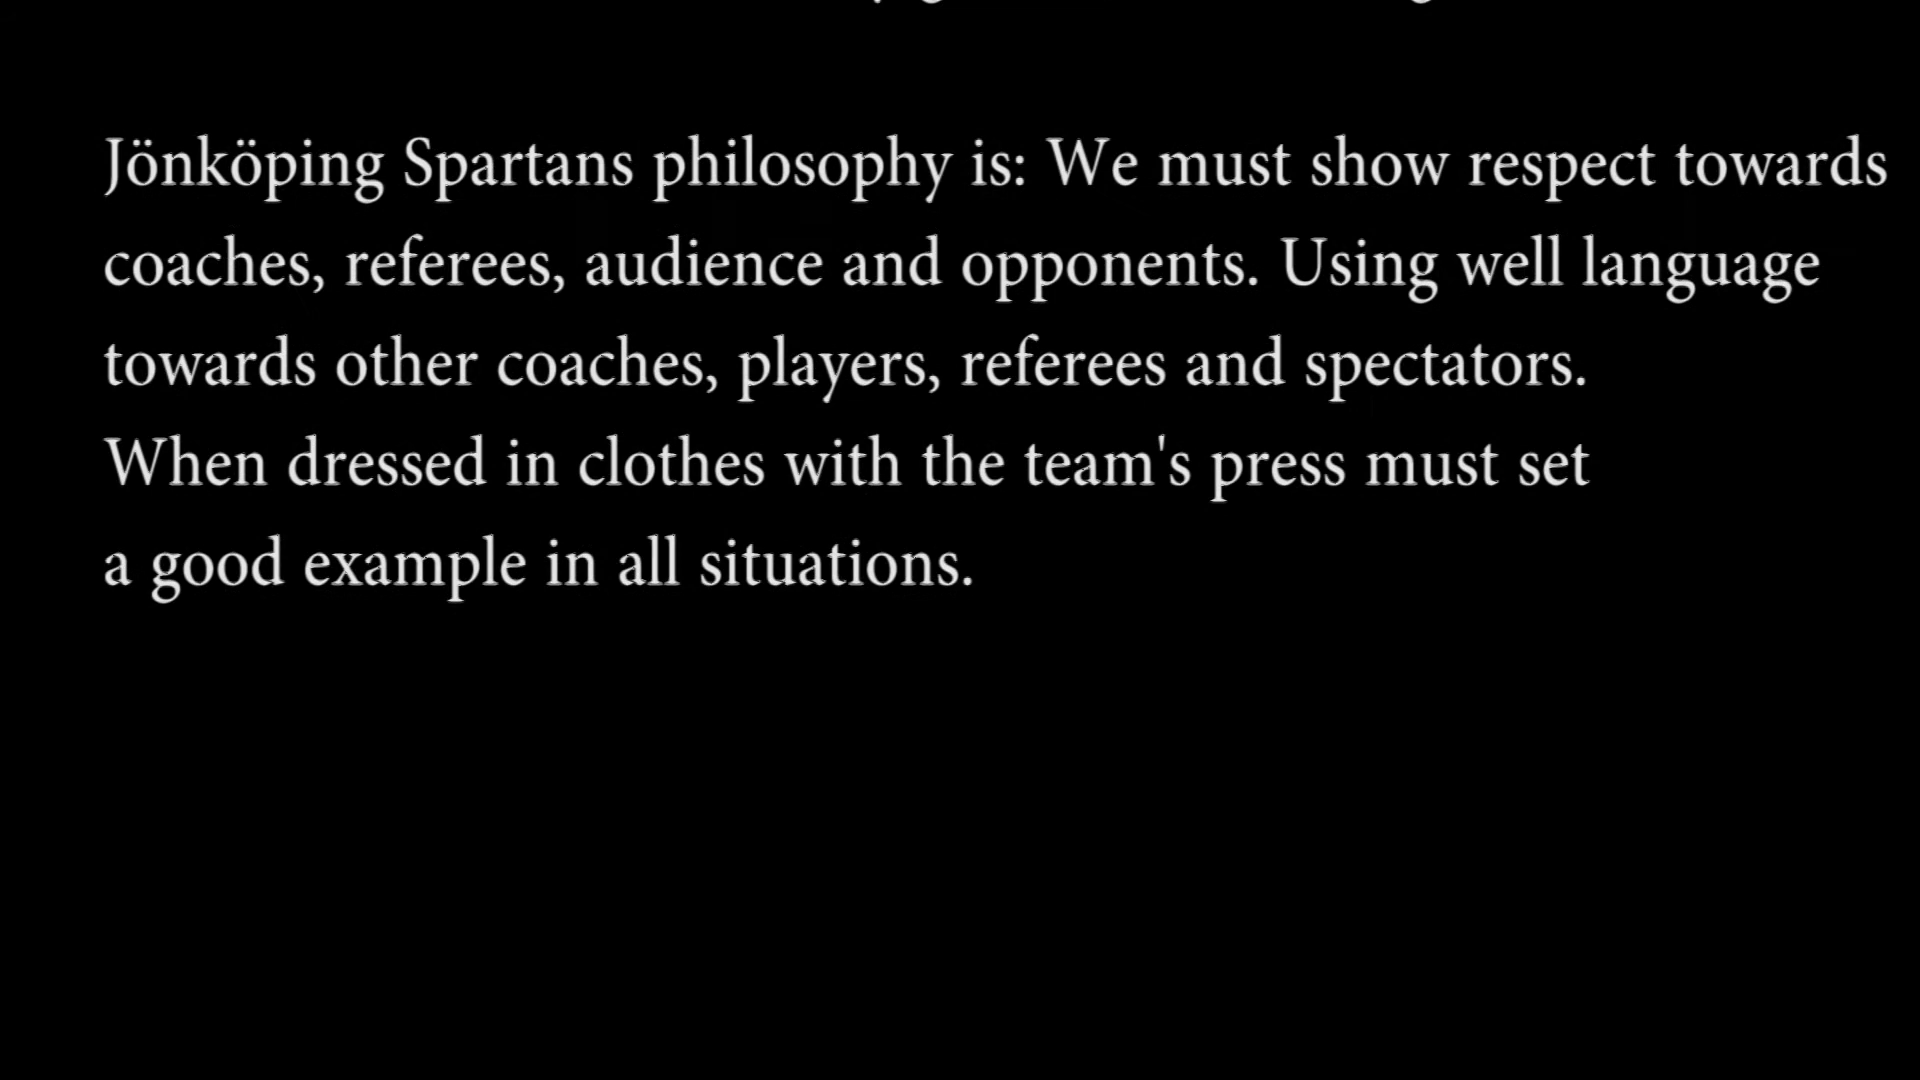 Jönköping Spartans philosophy is: We must show respect towards
coaches, referees, audience and opponents. Using well language
towards other coaches, players, referees and spectators.
When dressed in clothes with the team's press must set
a good example in all situations.